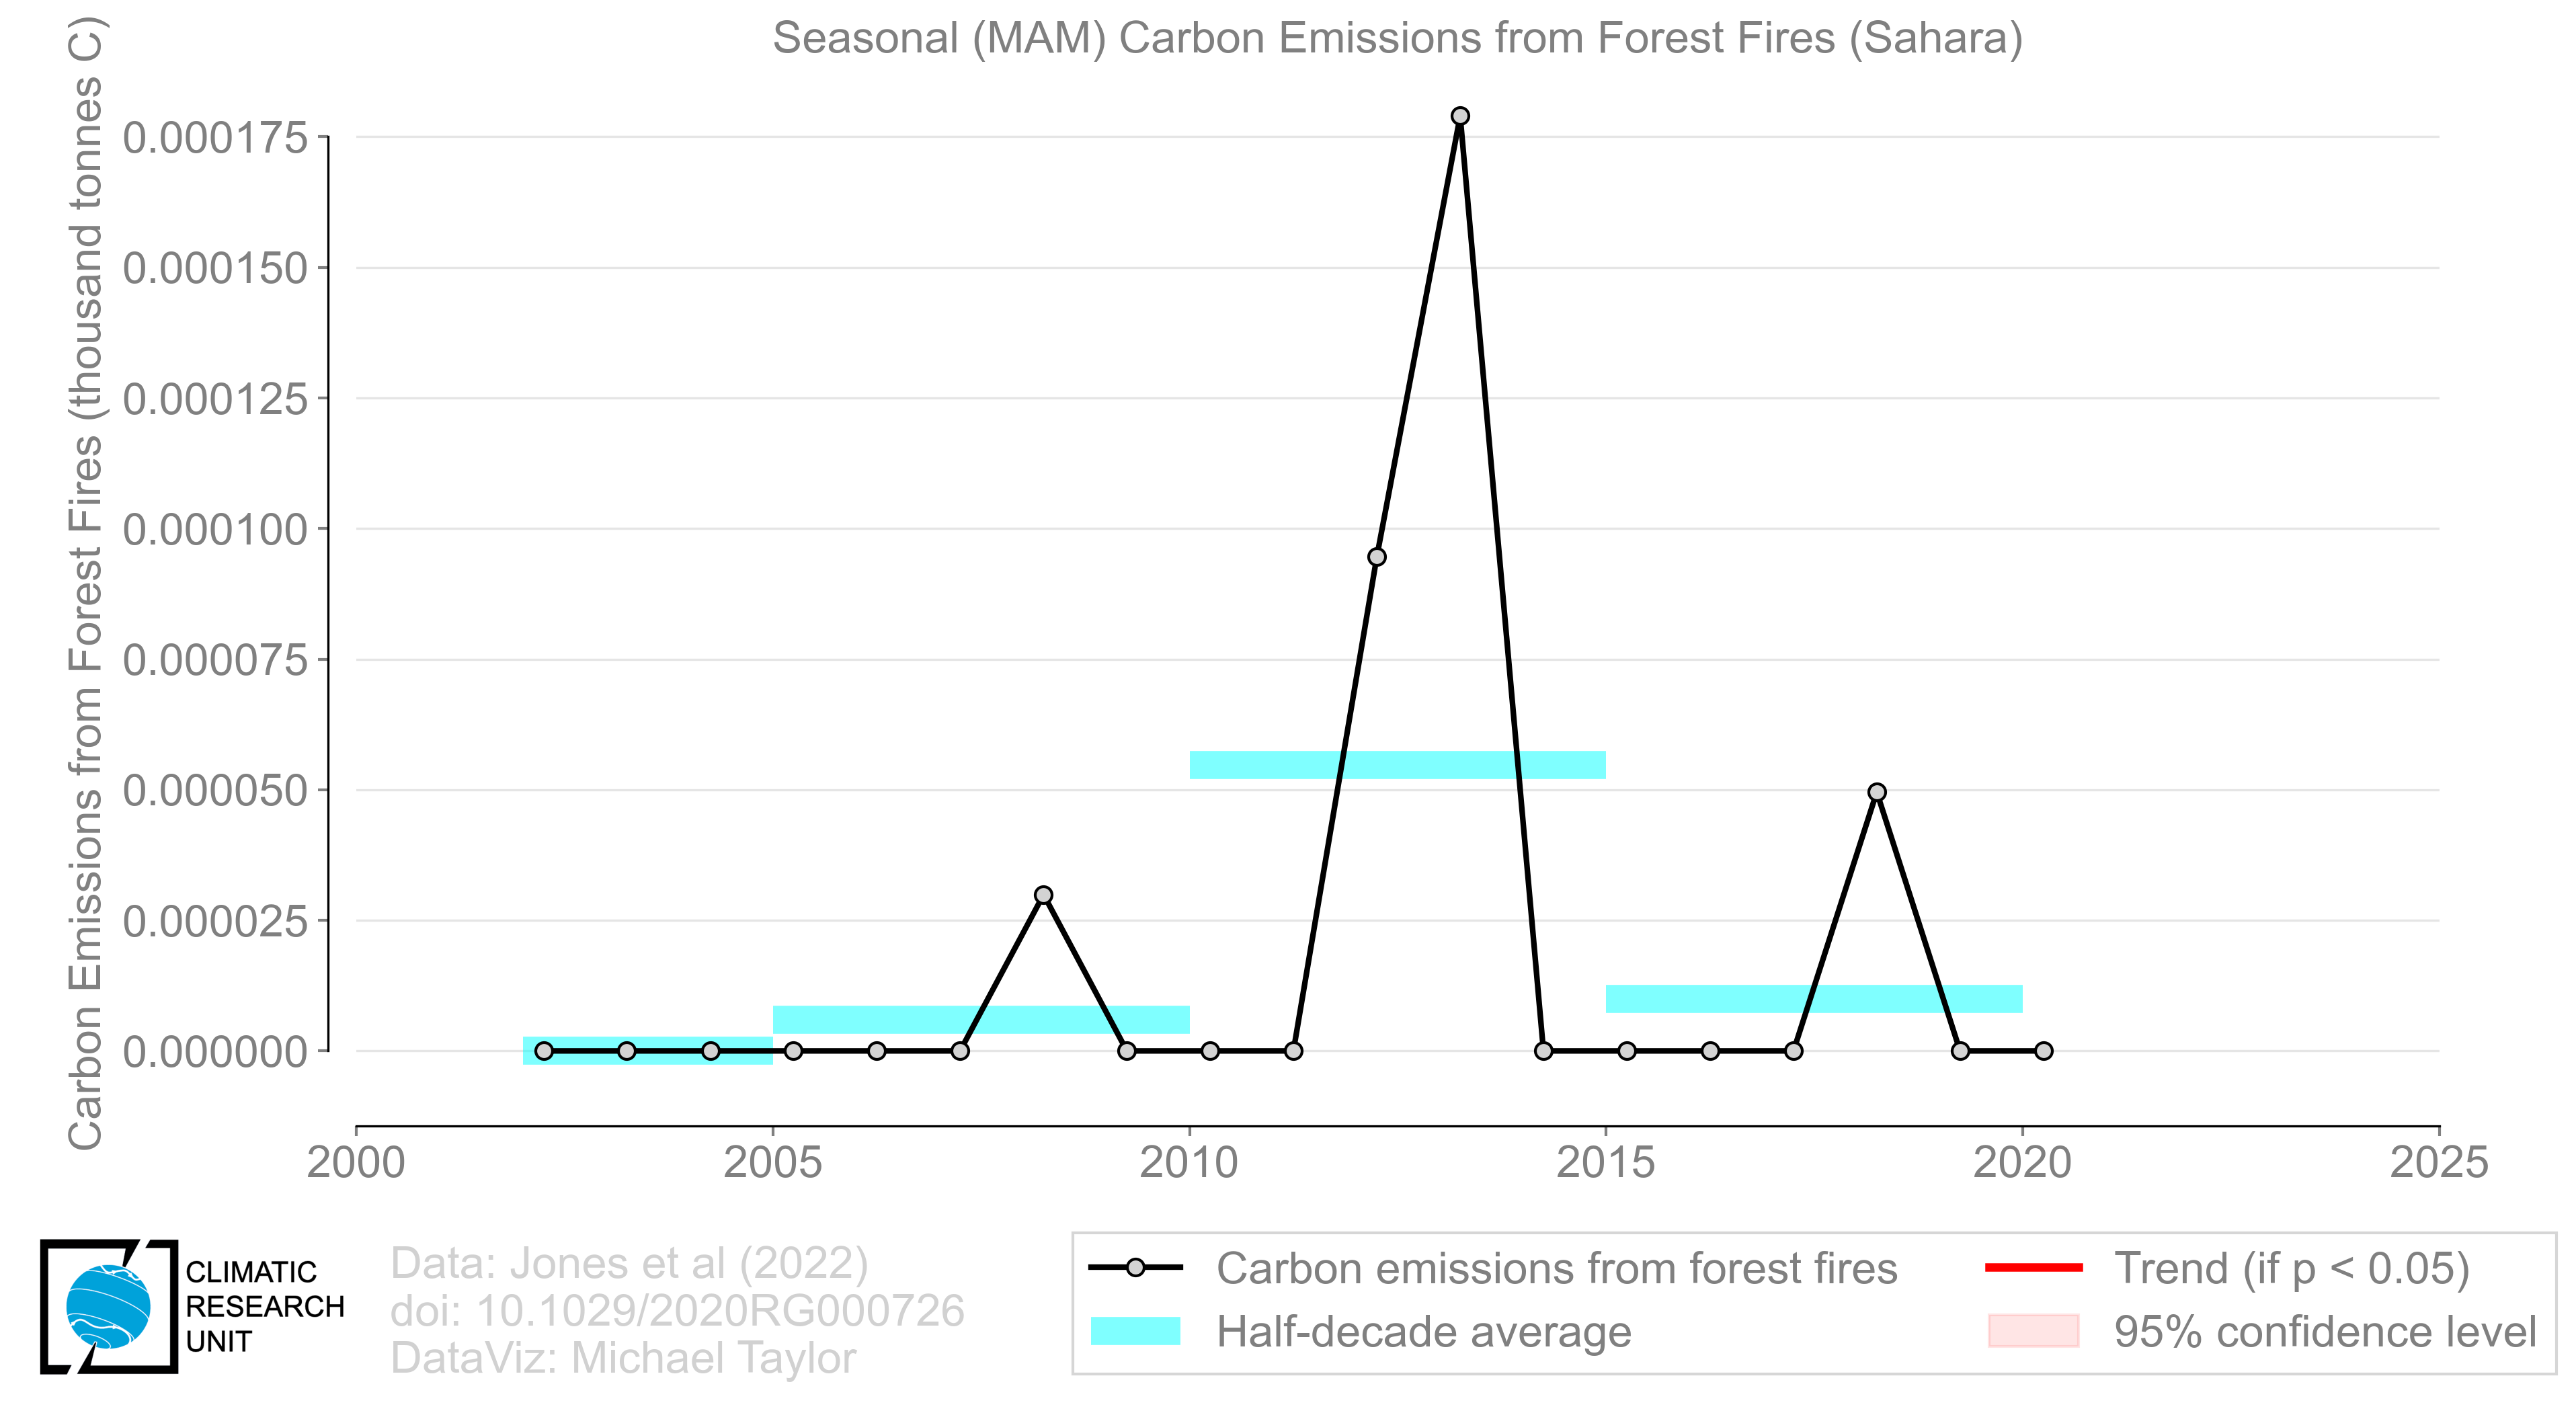 Seasonal (MAM) Carbon Emissions from Forest Fires (Sahara)
Carbon Emissions from Forest Fires (thousand tonnes C)
0.000175
0.000150
0.000125
0.000100
0.000075
0.000050
0.000025
0.000000
2000 2005 2010 2015 2020 2025
CLIMATIC
RESEARCH
UNIT
Data: Jones et al (2022)
doi: 10.1029/2020RG000726
DataViz: Michael Taylor
Carbon emissions from forest fires
Half-decade average
Trend (if p < 0.05)
95% confidence level